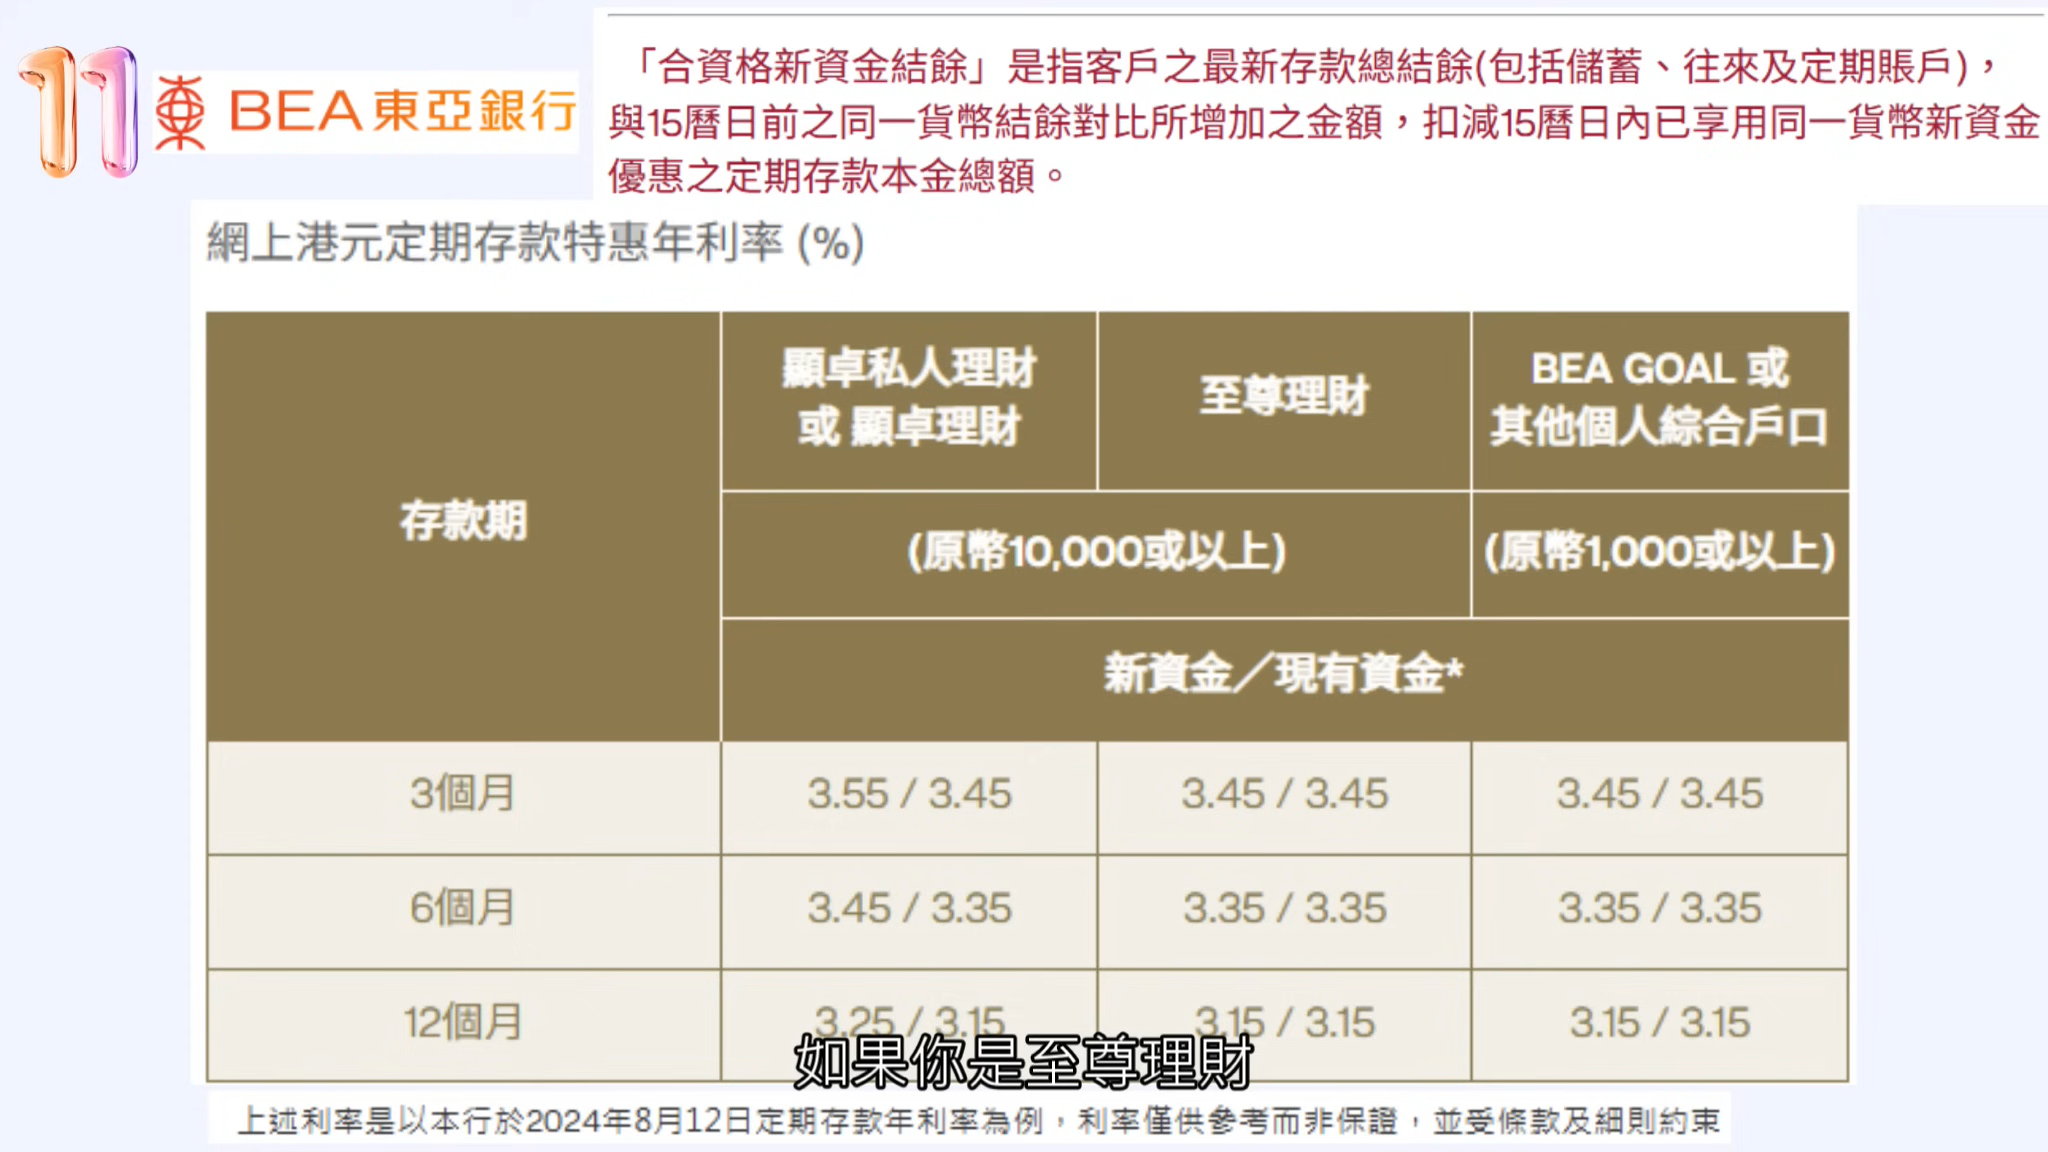 11
BEA東亞銀行
「合資格新資金結餘」是指客戶之最新存款總結餘(包括儲蓄、往來及定期賬戶)，
與15曆日前之同一貨幣結餘對比所增加之金額，扣減15曆日內已享用同一貨幣新資金
優惠之定期存款本金總額。
網上港元定期存款特惠年利率 (%)
存款期
顯卓私人理財
或 顯卓理財
至尊理財
BEA GOAL 或
其他個人綜合戶口
(原幣10,000或以上)
(原幣1,000或以上)
新資金／現有資金*
3個月
3.55 / 3.45
3.45 / 3.45
3.45 / 3.45
6個月
3.45 / 3.35
3.35 / 3.35
3.35 / 3.35
12個月
3.25 / 3.15
3.15 / 3.15
3.15 / 3.15
如果你是至尊理財
上述利率是以本行於2024年8月12日定期存款年利率為例，利率僅供參考而非保證，並受條款及細則約束